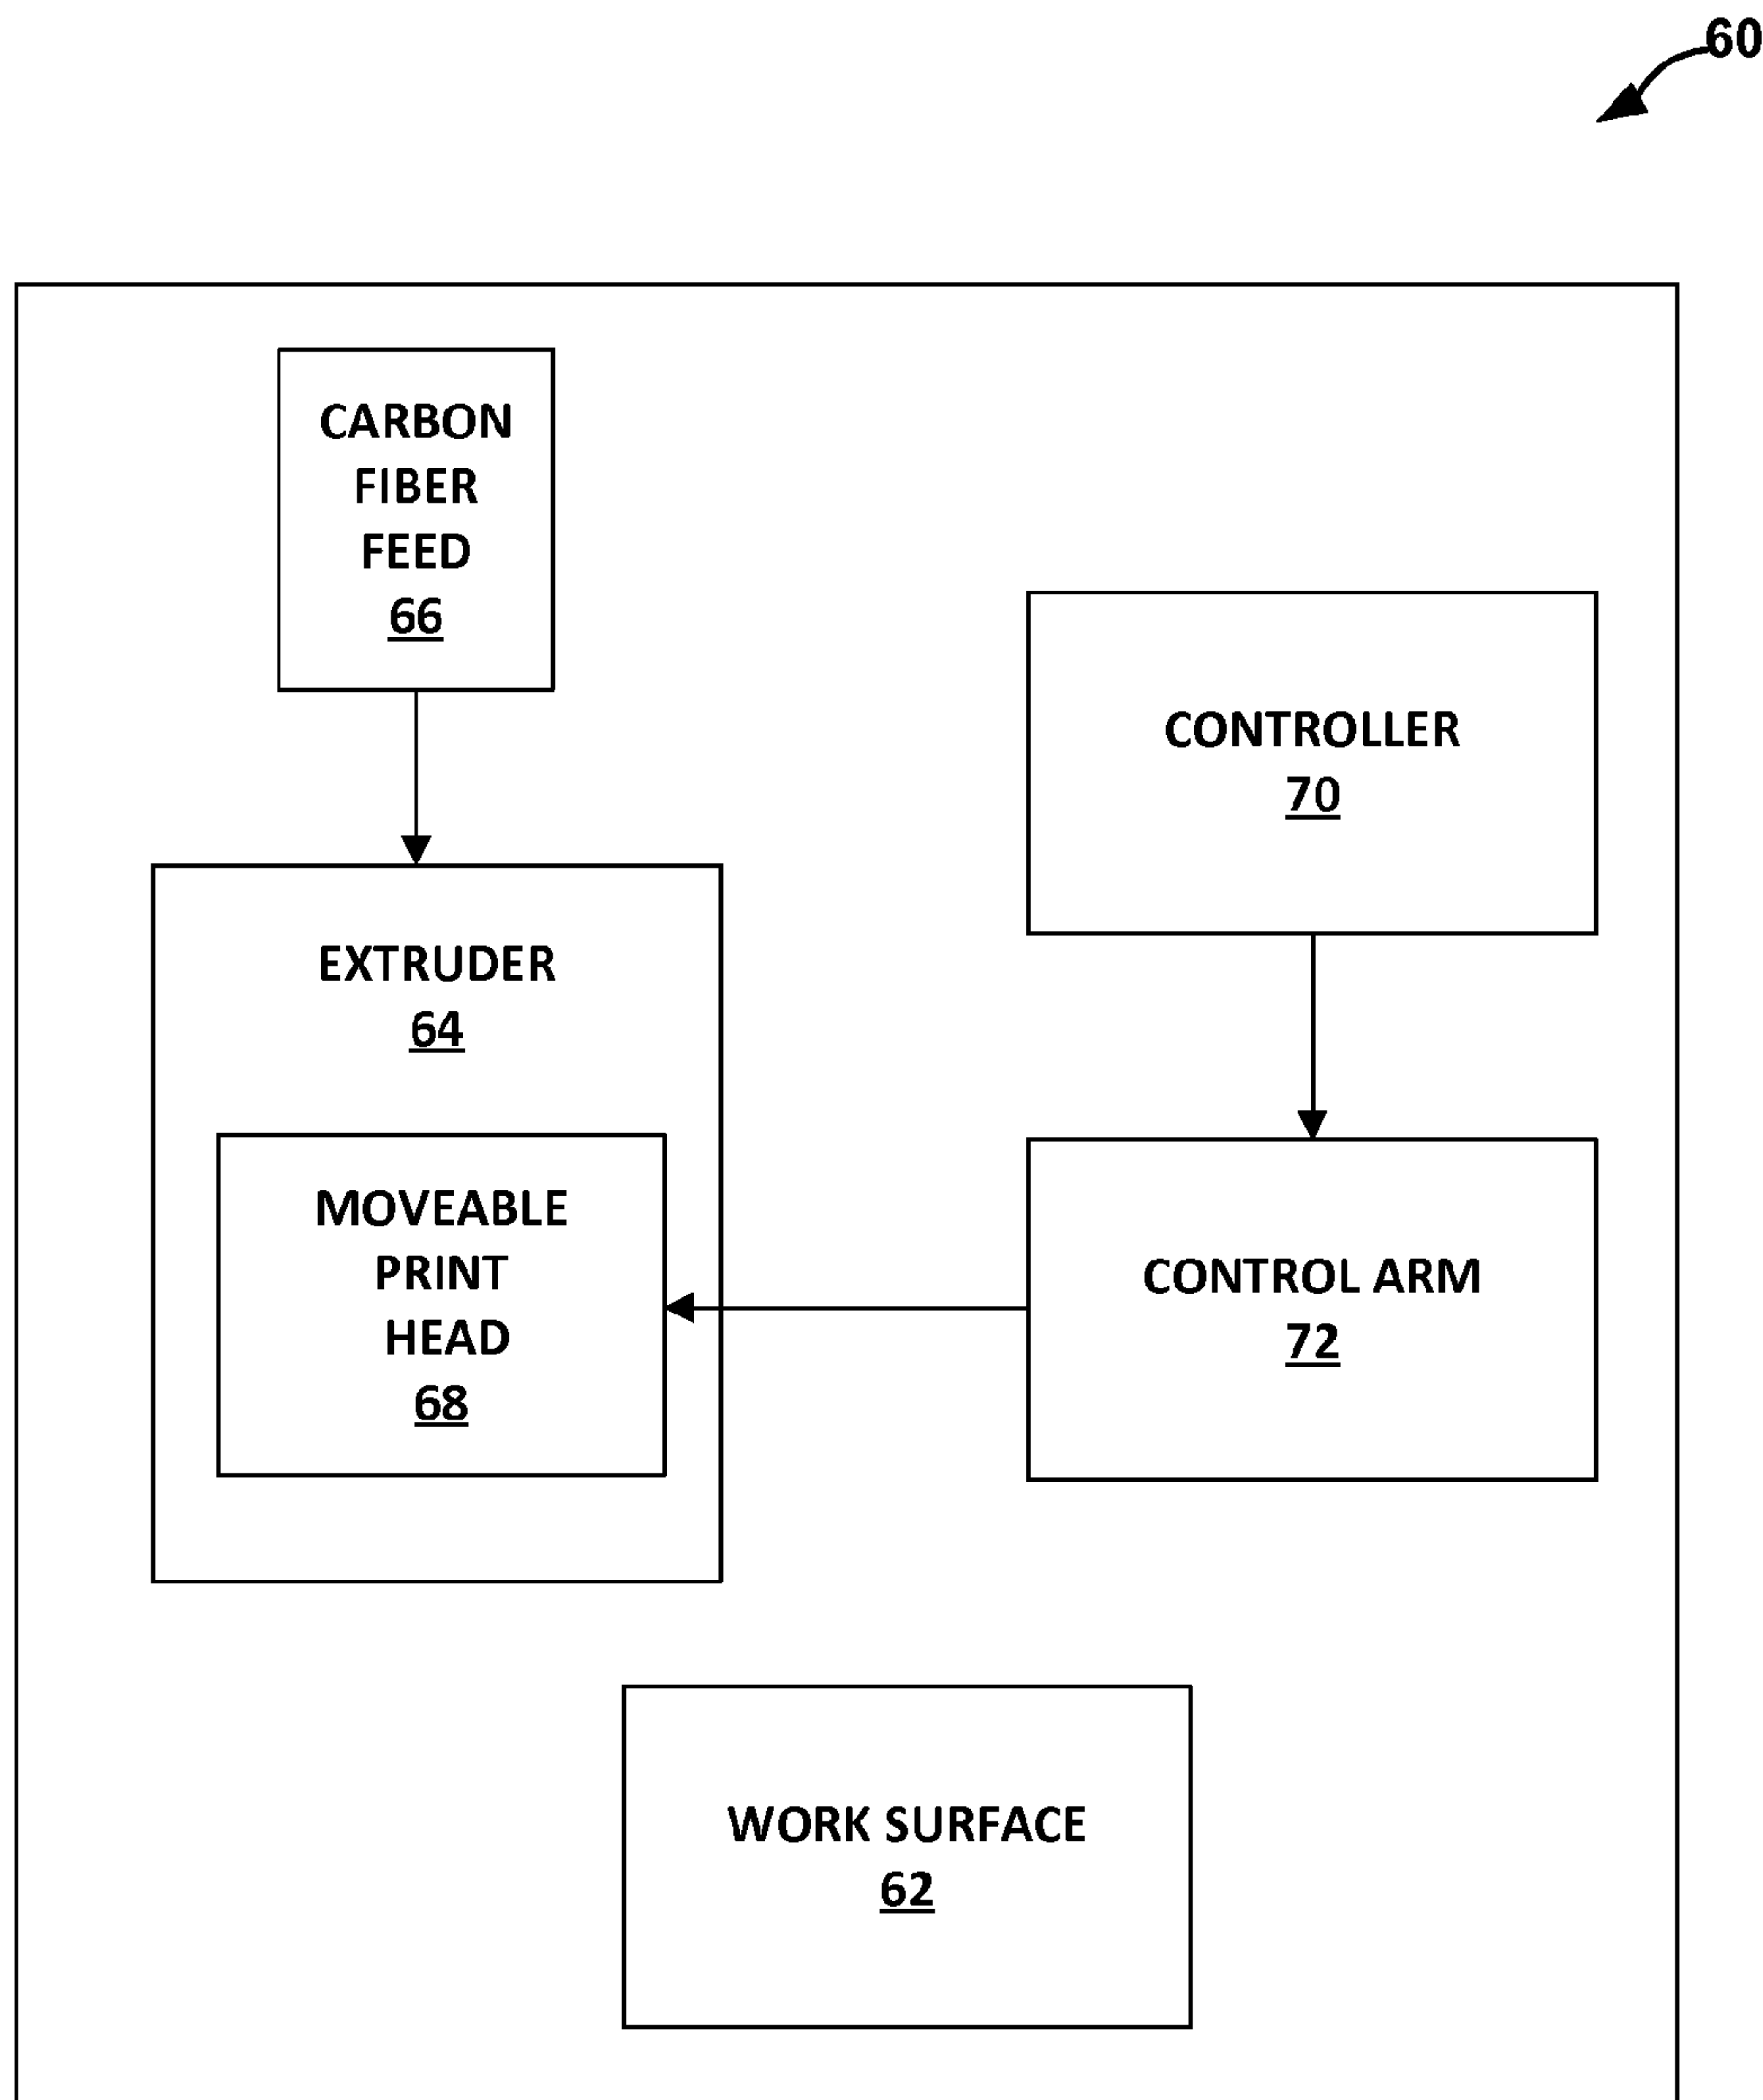 60
CARBON
FIBER
FEED
66
CONTROLLER
70
EXTRUDER
64
MOVEABLE
PRINT
HEAD
68
CONTROL ARM
72
WORK SURFACE
62